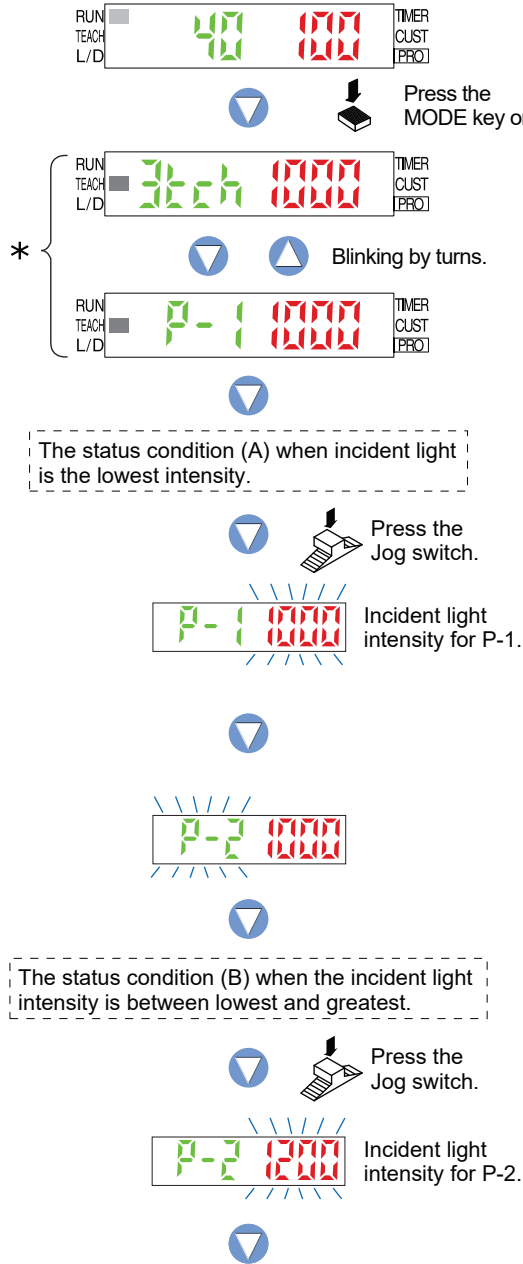 RUN 40 100 TIMER
TEACH CUST
L/D PRO
Press the
MODE key
RUN 3tch 1000 TIMER
TEACH CUST
L/D PRO
* Blinking by turns.
RUN P-1 1000 TIMER
TEACH CUST
L/D PRO
The status condition (A) when incident light
is the lowest intensity.
Press the
Jog switch.
P-1 1000 Incident light
intensity for P-1.
P-2 1000
The status condition (B) when the incident light
intensity is between lowest and greatest.
Press the
Jog switch.
P-2 1200 Incident light
intensity for P-2.